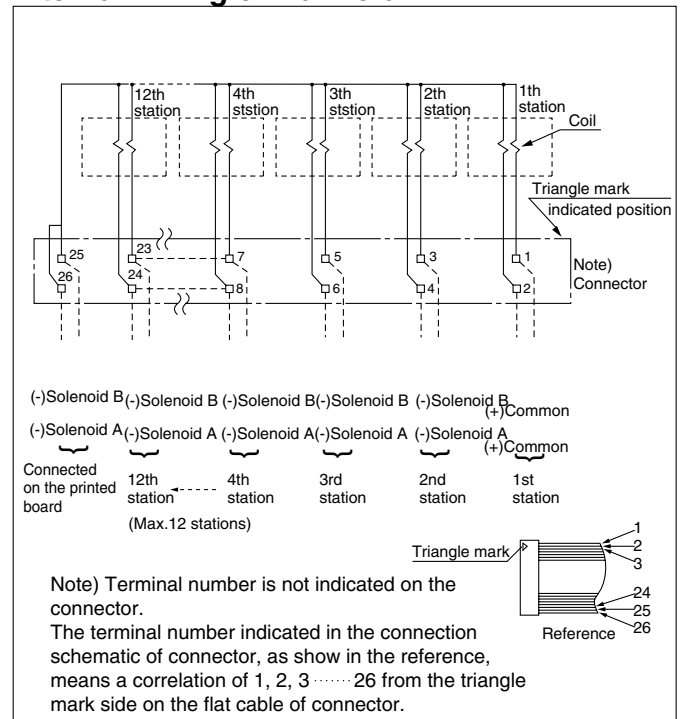 12th 4th 3th 2th 1th
station ststion ststion station station
Coil
Triangle mark
indicated position
25 23 7 5 3 1
26 24 8 6 4 2
Note)
Connector
(-)Solenoid B (-)Solenoid B (-)Solenoid B (-)Solenoid B (-)Solenoid B
(+)Common
(-)Solenoid A (-)Solenoid A (-)Solenoid A (-)Solenoid A (-)Solenoid A
(+)Common
Connected
on the printed
board
12th 4th 3rd 2nd 1st
station station station station station
(Max.12 stations)
Triangle mark
1
2
3
24
25
26
Reference
Note) Terminal number is not indicated on the
connector.
The terminal number indicated in the connection
schematic of connector, as show in the reference,
means a correlation of 1, 2, 3 ······· 26 from the triangle
mark side on the flat cable of connector.